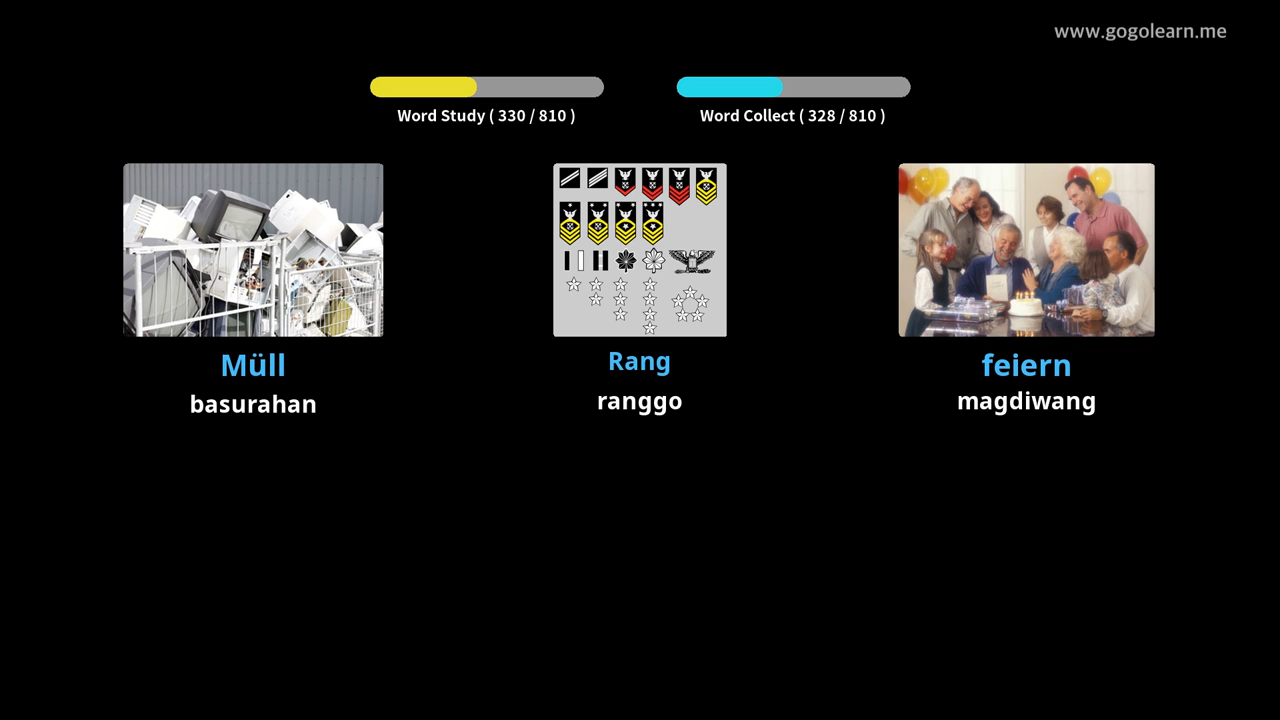 www.gogolearn.me
Word Study ( 330 / 810 )
Word Collect ( 328 / 810 )
Müll
basurahan
Rang
ranggo
feiern
magdiwang